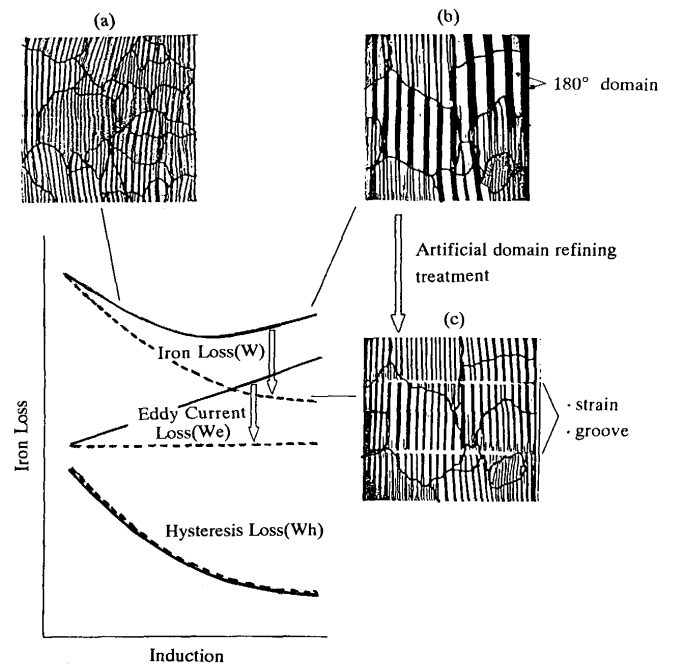 (a)
(b)
180° domain
Artificial domain refining
treatment
(c)
Iron Loss(W)
Eddy Current
Loss(We)
· strain
· groove
Hysteresis Loss(Wh)
Iron Loss
Induction